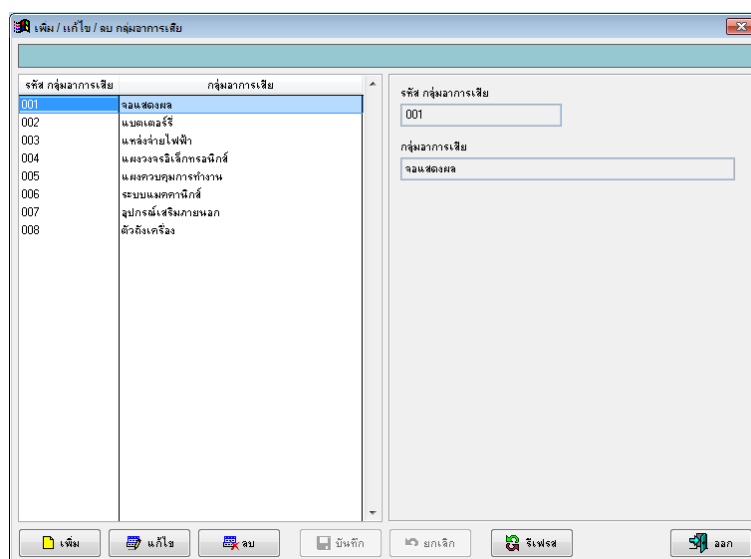 เพิ่ม / แก้ไข / ลบ กลุ่มอาการเสีย
รหัส กลุ่มอาการเสีย กลุ่มอาการเสีย
001 จอแสดงผล
002 แบตเตอร์รี่
003 แหล่งจ่ายไฟฟ้า
004 แผงวงจรอิเล็กทรอนิกส์
005 แผงควบคุมการทำงาน
006 ระบบแมคคานิกส์
007 อุปกรณ์เสริมภายนอก
008 ตัวถังเครื่อง
รหัส กลุ่มอาการเสีย
001
กลุ่มอาการเสีย
จอแสดงผล
เพิ่ม แก้ไข ลบ บันทึก ยกเลิก รีเฟรส ออก